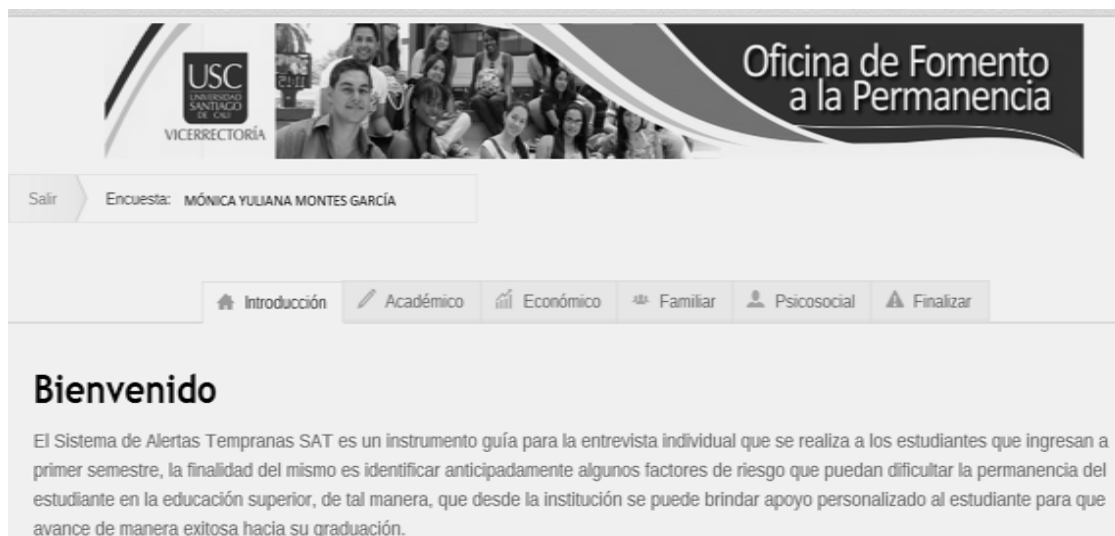 USC
UNIVERSIDAD
SANTIAGO
DE CALI
VICERRECTORÍA
Oficina de Fomento
a la Permanencia
Salir
Encuesta: MÓNICA YULIANA MONTES GARCÍA
Introducción Académico Económico Familiar Psicosocial Finalizar
Bienvenido
El Sistema de Alertas Tempranas SAT es un instrumento guía para la entrevista individual que se realiza a los estudiantes que ingresan a
primer semestre, la finalidad del mismo es identificar anticipadamente algunos factores de riesgo que puedan dificultar la permanencia del
estudiante en la educación superior, de tal manera, que desde la institución se puede brindar apoyo personalizado al estudiante para que
avance de manera exitosa hacia su graduación.